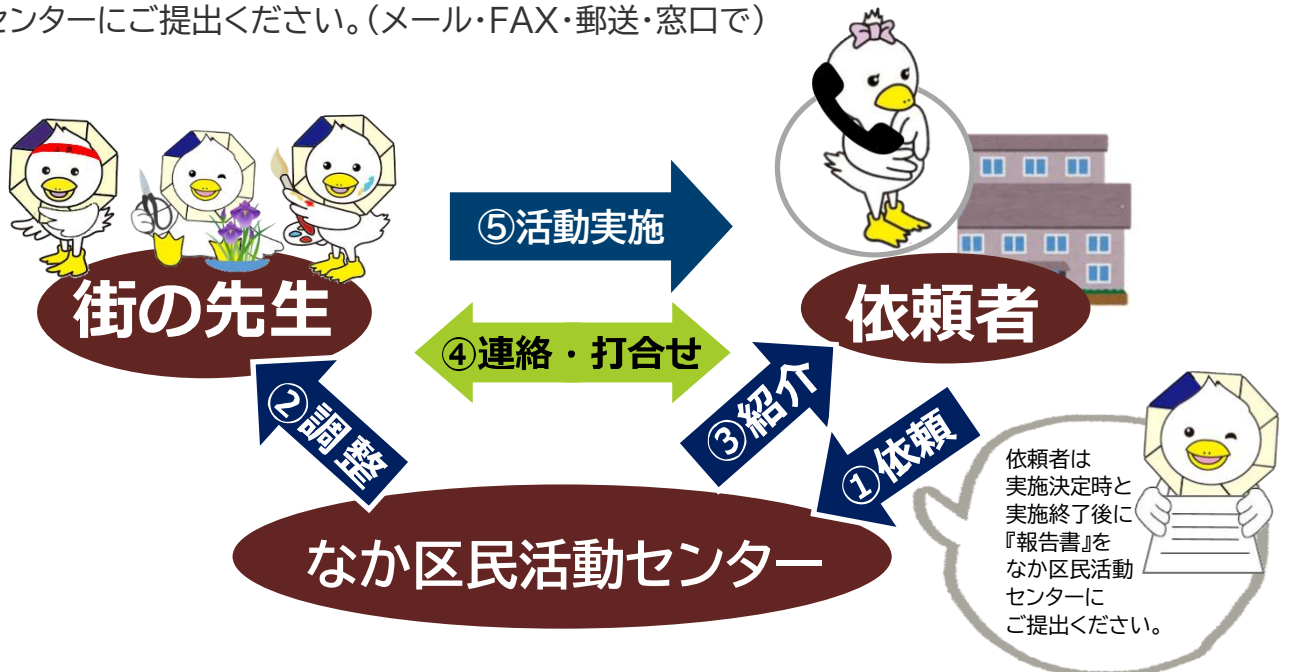 センターにご提出ください。（メール・FAX・郵送・窓口で）
⑤活動実施
街の先生
依頼者
④連絡・打合せ
②調整
③紹介
①依頼
なか区民活動センター
依頼者は
実施決定時と
実施終了後に
『報告書』を
なか区民活動
センターに
ご提出ください。